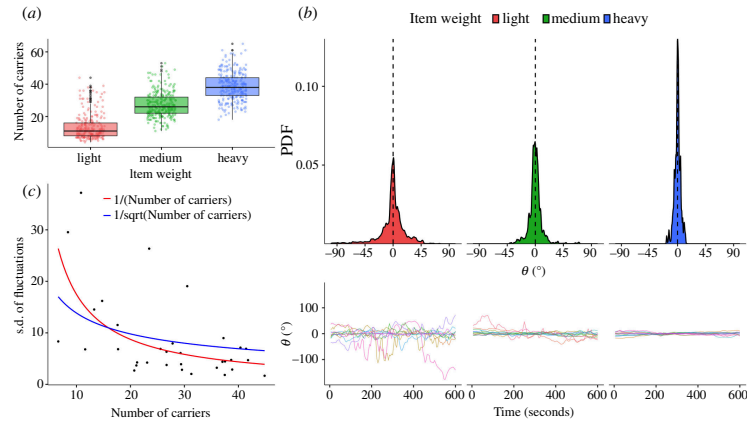 (a)
Number of carriers
60
40
20
light
medium
heavy
Item weight
(b)
Item weight
light
medium
heavy
PDF
0.10
0.05
−90 −45 0 45 90
−90 −45 0 45 90
−90 −45 0 45 90
θ (°)
θ (°)
θ (°)
(c)
1/(Number of carriers)
1/sqrt(Number of carriers)
s.d. of fluctuations
30
20
10
0
10 20 30 40
Number of carriers
θ (°)
100
0
−100
0 200 400 600
0 200 400 600
0 200 400 600
Time (seconds)